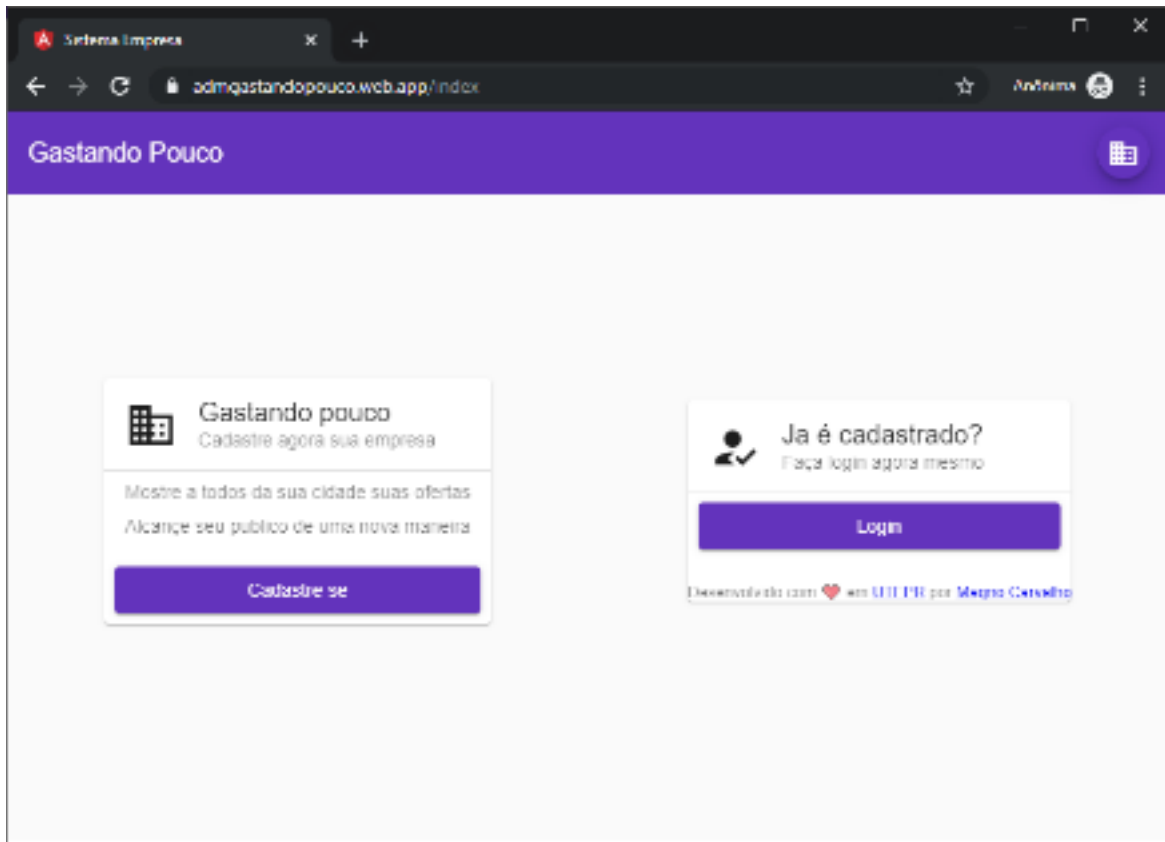 Sistema Empresa
admgastandopouco.web.app/index
Anônima
Gastando Pouco
Gastando pouco
Cadastre agora sua empresa
Mostre a todos da sua cidade suas ofertas
Alcançe seu publico de uma nova maneira
Cadastre se
Ja é cadastrado?
Faça login agora mesmo
Login
com ❤ em UTFPR por Magno Carvalho